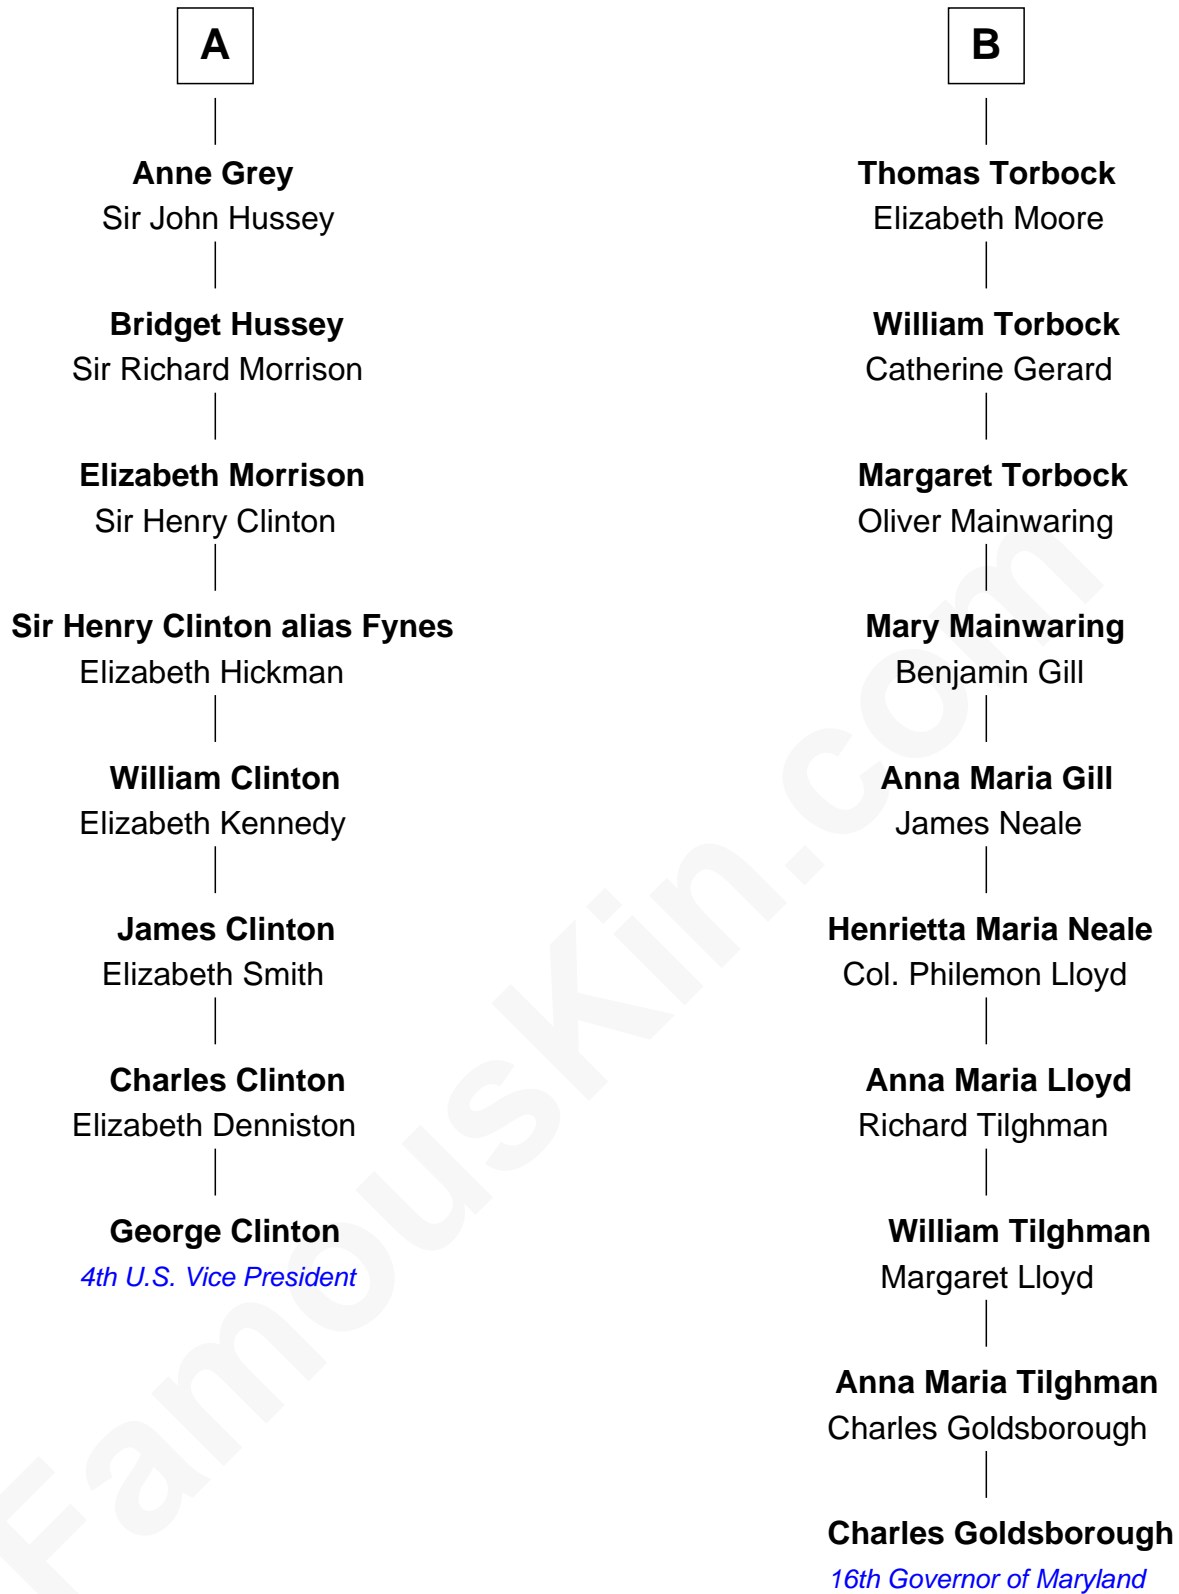 A
Anne Grey
Sir John Hussey
Bridget Hussey
Sir Richard Morrison
Elizabeth Morrison
Sir Henry Clinton
Sir Henry Clinton alias Fynes
Elizabeth Hickman
William Clinton
Elizabeth Kennedy
James Clinton
Elizabeth Smith
Charles Clinton
Elizabeth Denniston
George Clinton
4th U.S. Vice President
B
Thomas Torbock
Elizabeth Moore
William Torbock
Catherine Gerard
Margaret Torbock
Oliver Mainwaring
Mary Mainwaring
Benjamin Gill
Anna Maria Gill
James Neale
Henrietta Maria Neale
Col. Philemon Lloyd
Anna Maria Lloyd
Richard Tilghman
William Tilghman
Margaret Lloyd
Anna Maria Tilghman
Charles Goldsborough
Charles Goldsborough
16th Governor of Maryland
FamousKin.com